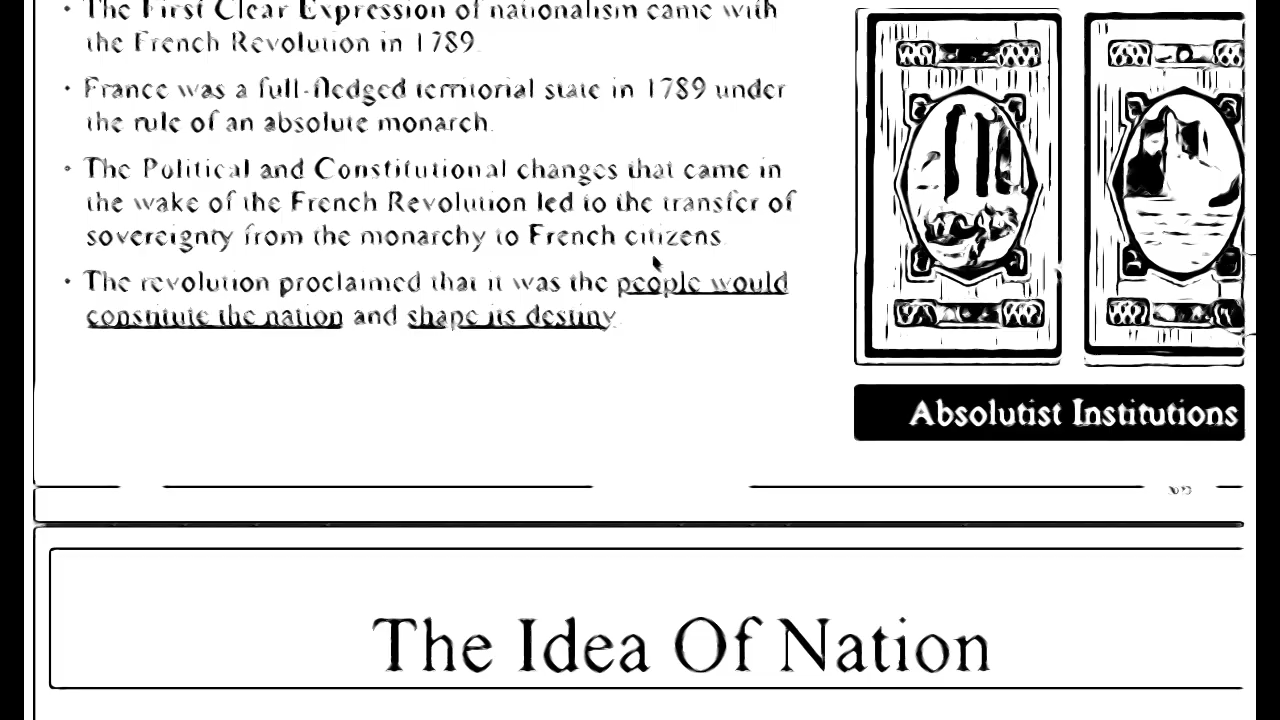 The First Clear Expression of nationalism came with
the French Revolution in 1789.
• France was a full-fledged territorial state in 1789 under
the rule of an absolute monarch.
• The Political and Constitutional changes that came in
the wake of the French Revolution led to the transfer of
sovereignty from the monarchy to French citizens.
• The revolution proclaimed that it was the people would
constitute the nation and shape its destiny.
Absolutist Institutions
The Idea Of Nation